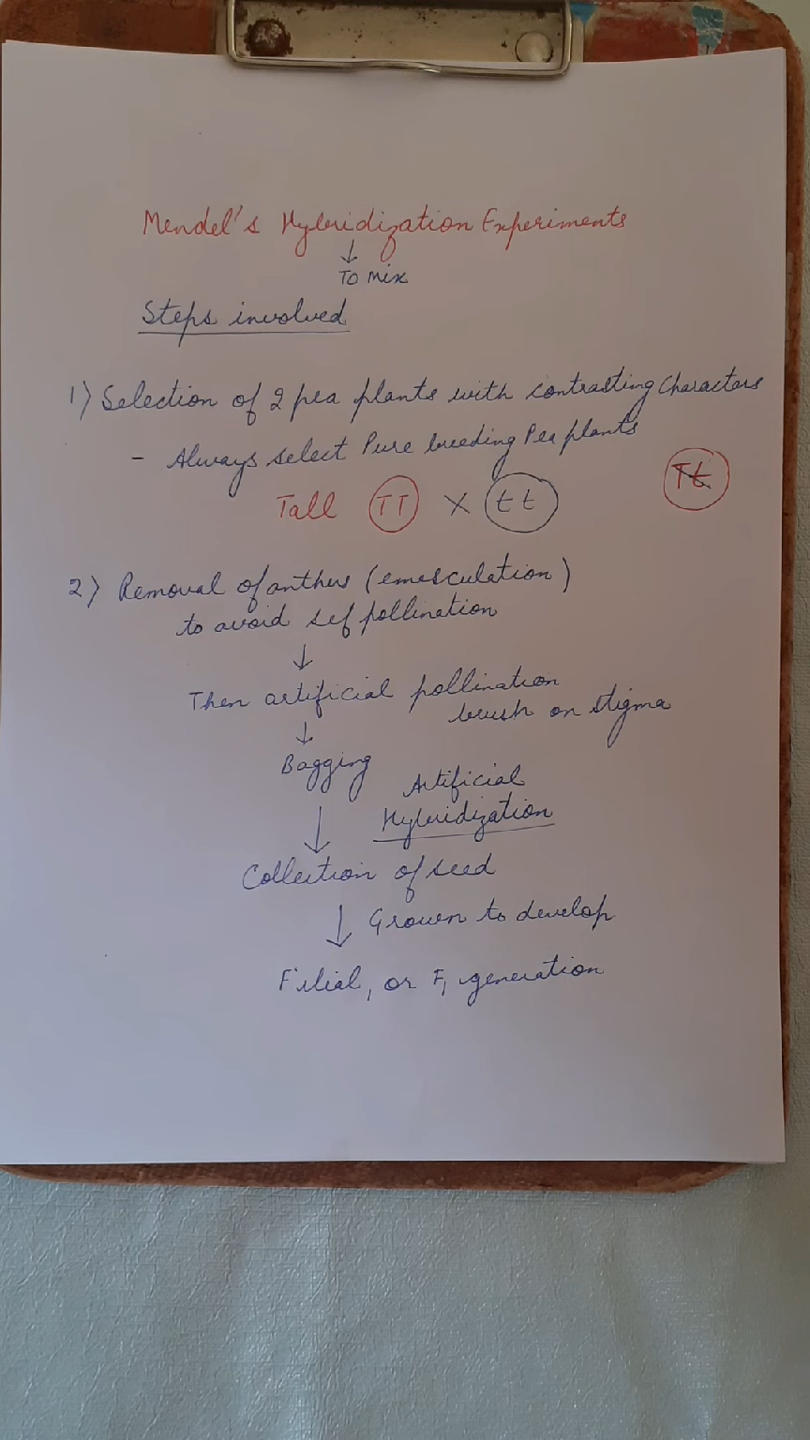 Mendel's Hybridization Experiments
↓
To Mix
Steps involved
1) Selection of 2 pea plants with contrasting characters
- Always select Pure breeding Pea plants
Tall TT X tt Tt
2) Removal of anthers (emasculation)
to avoid self pollination
↓
Then artificial pollination
brush on stigma
↓
Bagging
Artificial
Hybridization
↓
Collection of seed
↓ Grown to develop
Filial, or F₁ generation